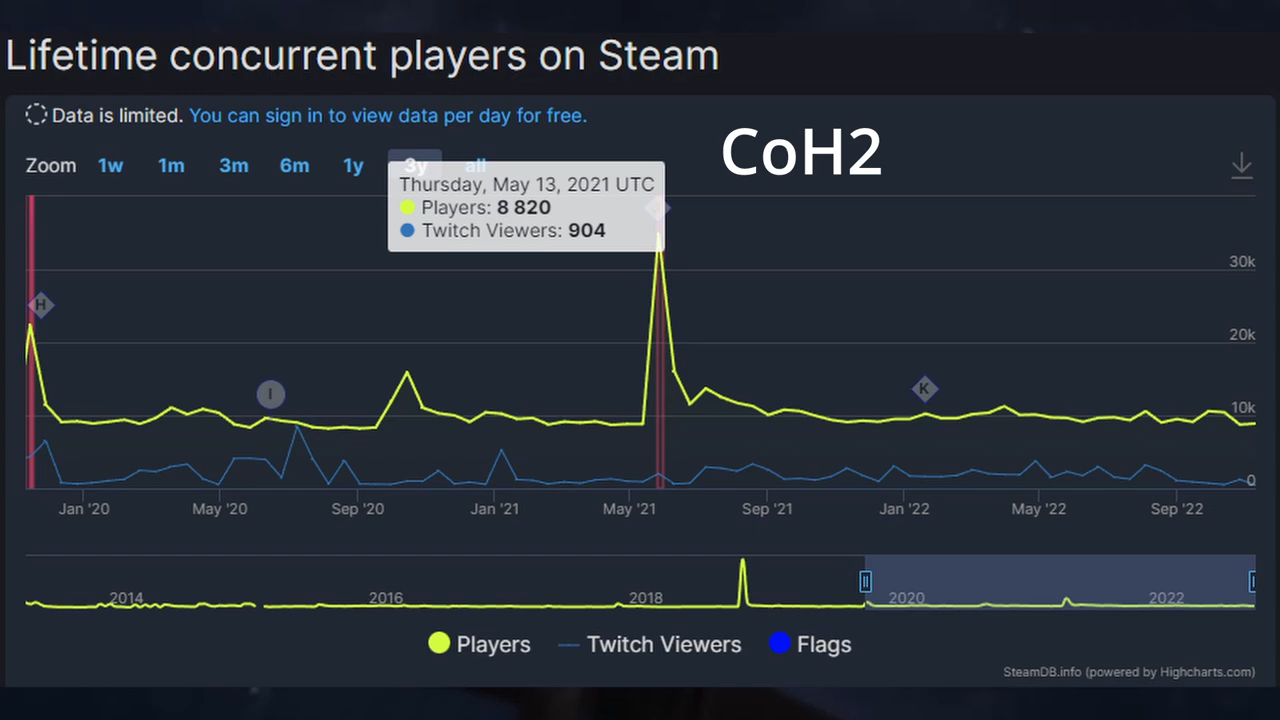 Lifetime concurrent players on Steam
Data is limited. You can sign in to view data per day for free.
CoH2
Zoom 1w 1m 3m 6m 1y 3y all
Thursday, May 13, 2021 UTC
Players: 8 820
Twitch Viewers: 904
30k
H
20k
I
K
10k
0
Jan '20 May '20 Sep '20 Jan '21 May '21 Sep '21 Jan '22 May '22 Sep '22
2014 2016 2018 2020 2022
Players Twitch Viewers Flags
SteamDB.info (powered by Highcharts.com)